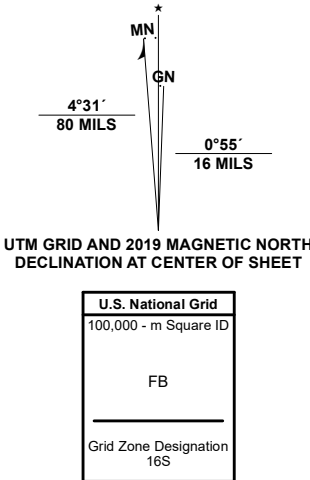 ★
MN
GN
4°31´
80 MILS
0°55´
16 MILS
UTM GRID AND 2019 MAGNETIC NORTH
DECLINATION AT CENTER OF SHEET
U.S. National Grid
100,000 - m Square ID
FB
Grid Zone Designation
16S